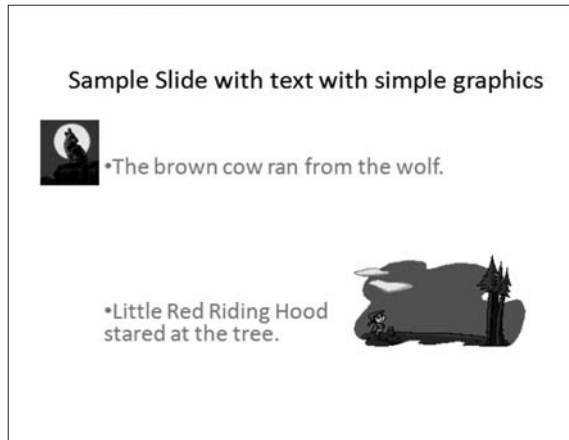 Sample Slide with text with simple graphics
•The brown cow ran from the wolf.
•Little Red Riding Hood
stared at the tree.